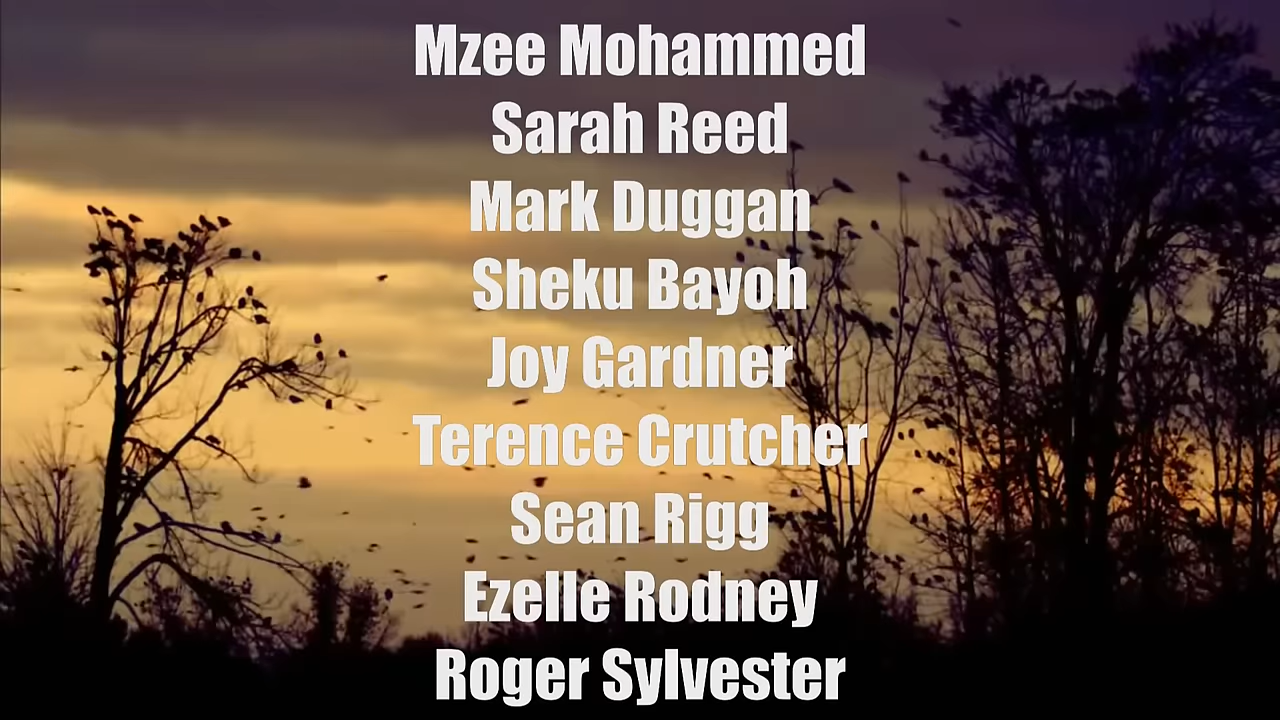 Mzee Mohammed
Sarah Reed
Mark Duggan
Sheku Bayoh
Joy Gardner
Terence Crutcher
Sean Rigg
Ezelle Rodney
Roger Sylvester